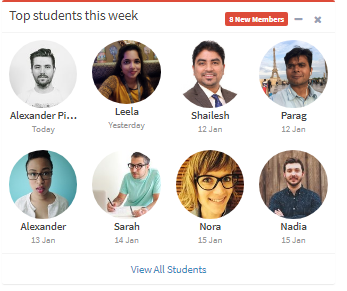 Top students this week
8 New Members
Alexander Pi...
Leela
Shailesh
Parag
Today
Yesterday
12 Jan
12 Jan
Alexander
Sarah
Nora
Nadia
13 Jan
14 Jan
15 Jan
15 Jan
View All Students